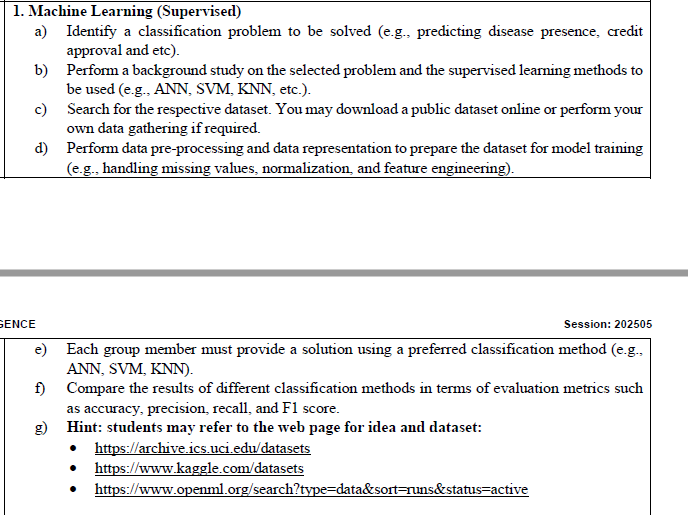 1. Machine Learning (Supervised)
a) Identify a classification problem to be solved (e.g., predicting disease presence, credit
approval and etc).
b) Perform a background study on the selected problem and the supervised learning methods to
be used (e.g., ANN, SVM, KNN, etc.).
c) Search for the respective dataset. You may download a public dataset online or perform your
own data gathering if required.
d) Perform data pre-processing and data representation to prepare the dataset for model training
(e.g., handling missing values, normalization, and feature engineering).
GENCE Session: 202505
e) Each group member must provide a solution using a preferred classification method (e.g.,
ANN, SVM, KNN).
f) Compare the results of different classification methods in terms of evaluation metrics such
as accuracy, precision, recall, and F1 score.
g) Hint: students may refer to the web page for idea and dataset:
• https://archive.ics.uci.edu/datasets
• https://www.kaggle.com/datasets
• https://www.openml.org/search?type=data&sort=runs&status=active